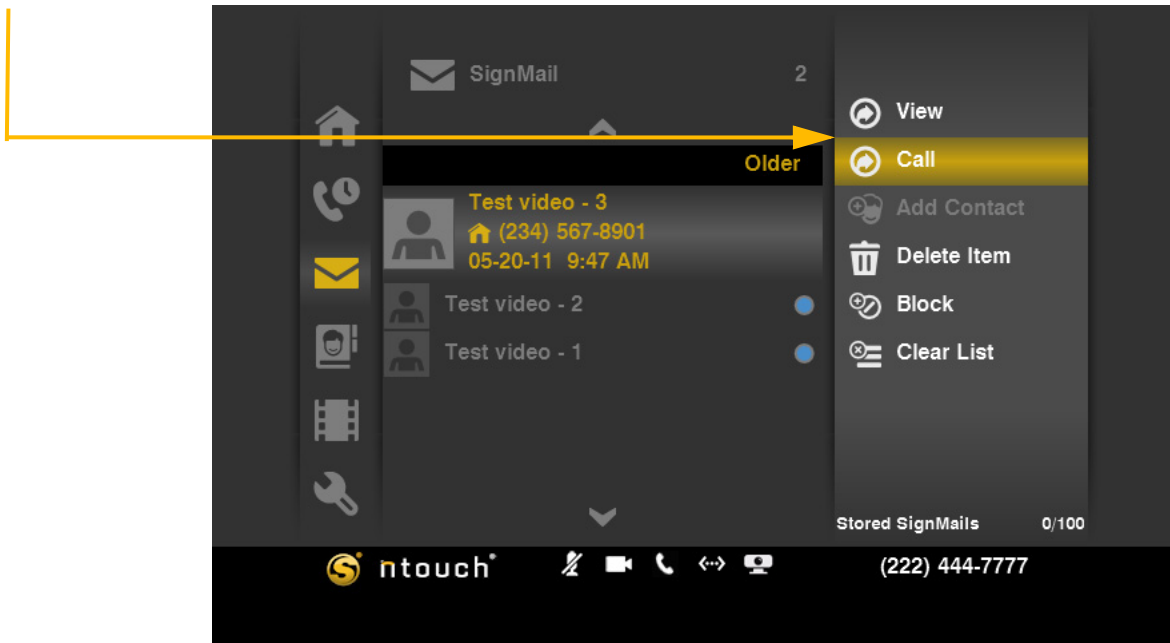 SignMail 2
Older
Test video - 3
(234) 567-8901
05-20-11 9:47 AM
Test video - 2
Test video - 1
View
Call
Add Contact
Delete Item
Block
Clear List
Stored SignMails 0/100
ntouch
(222) 444-7777